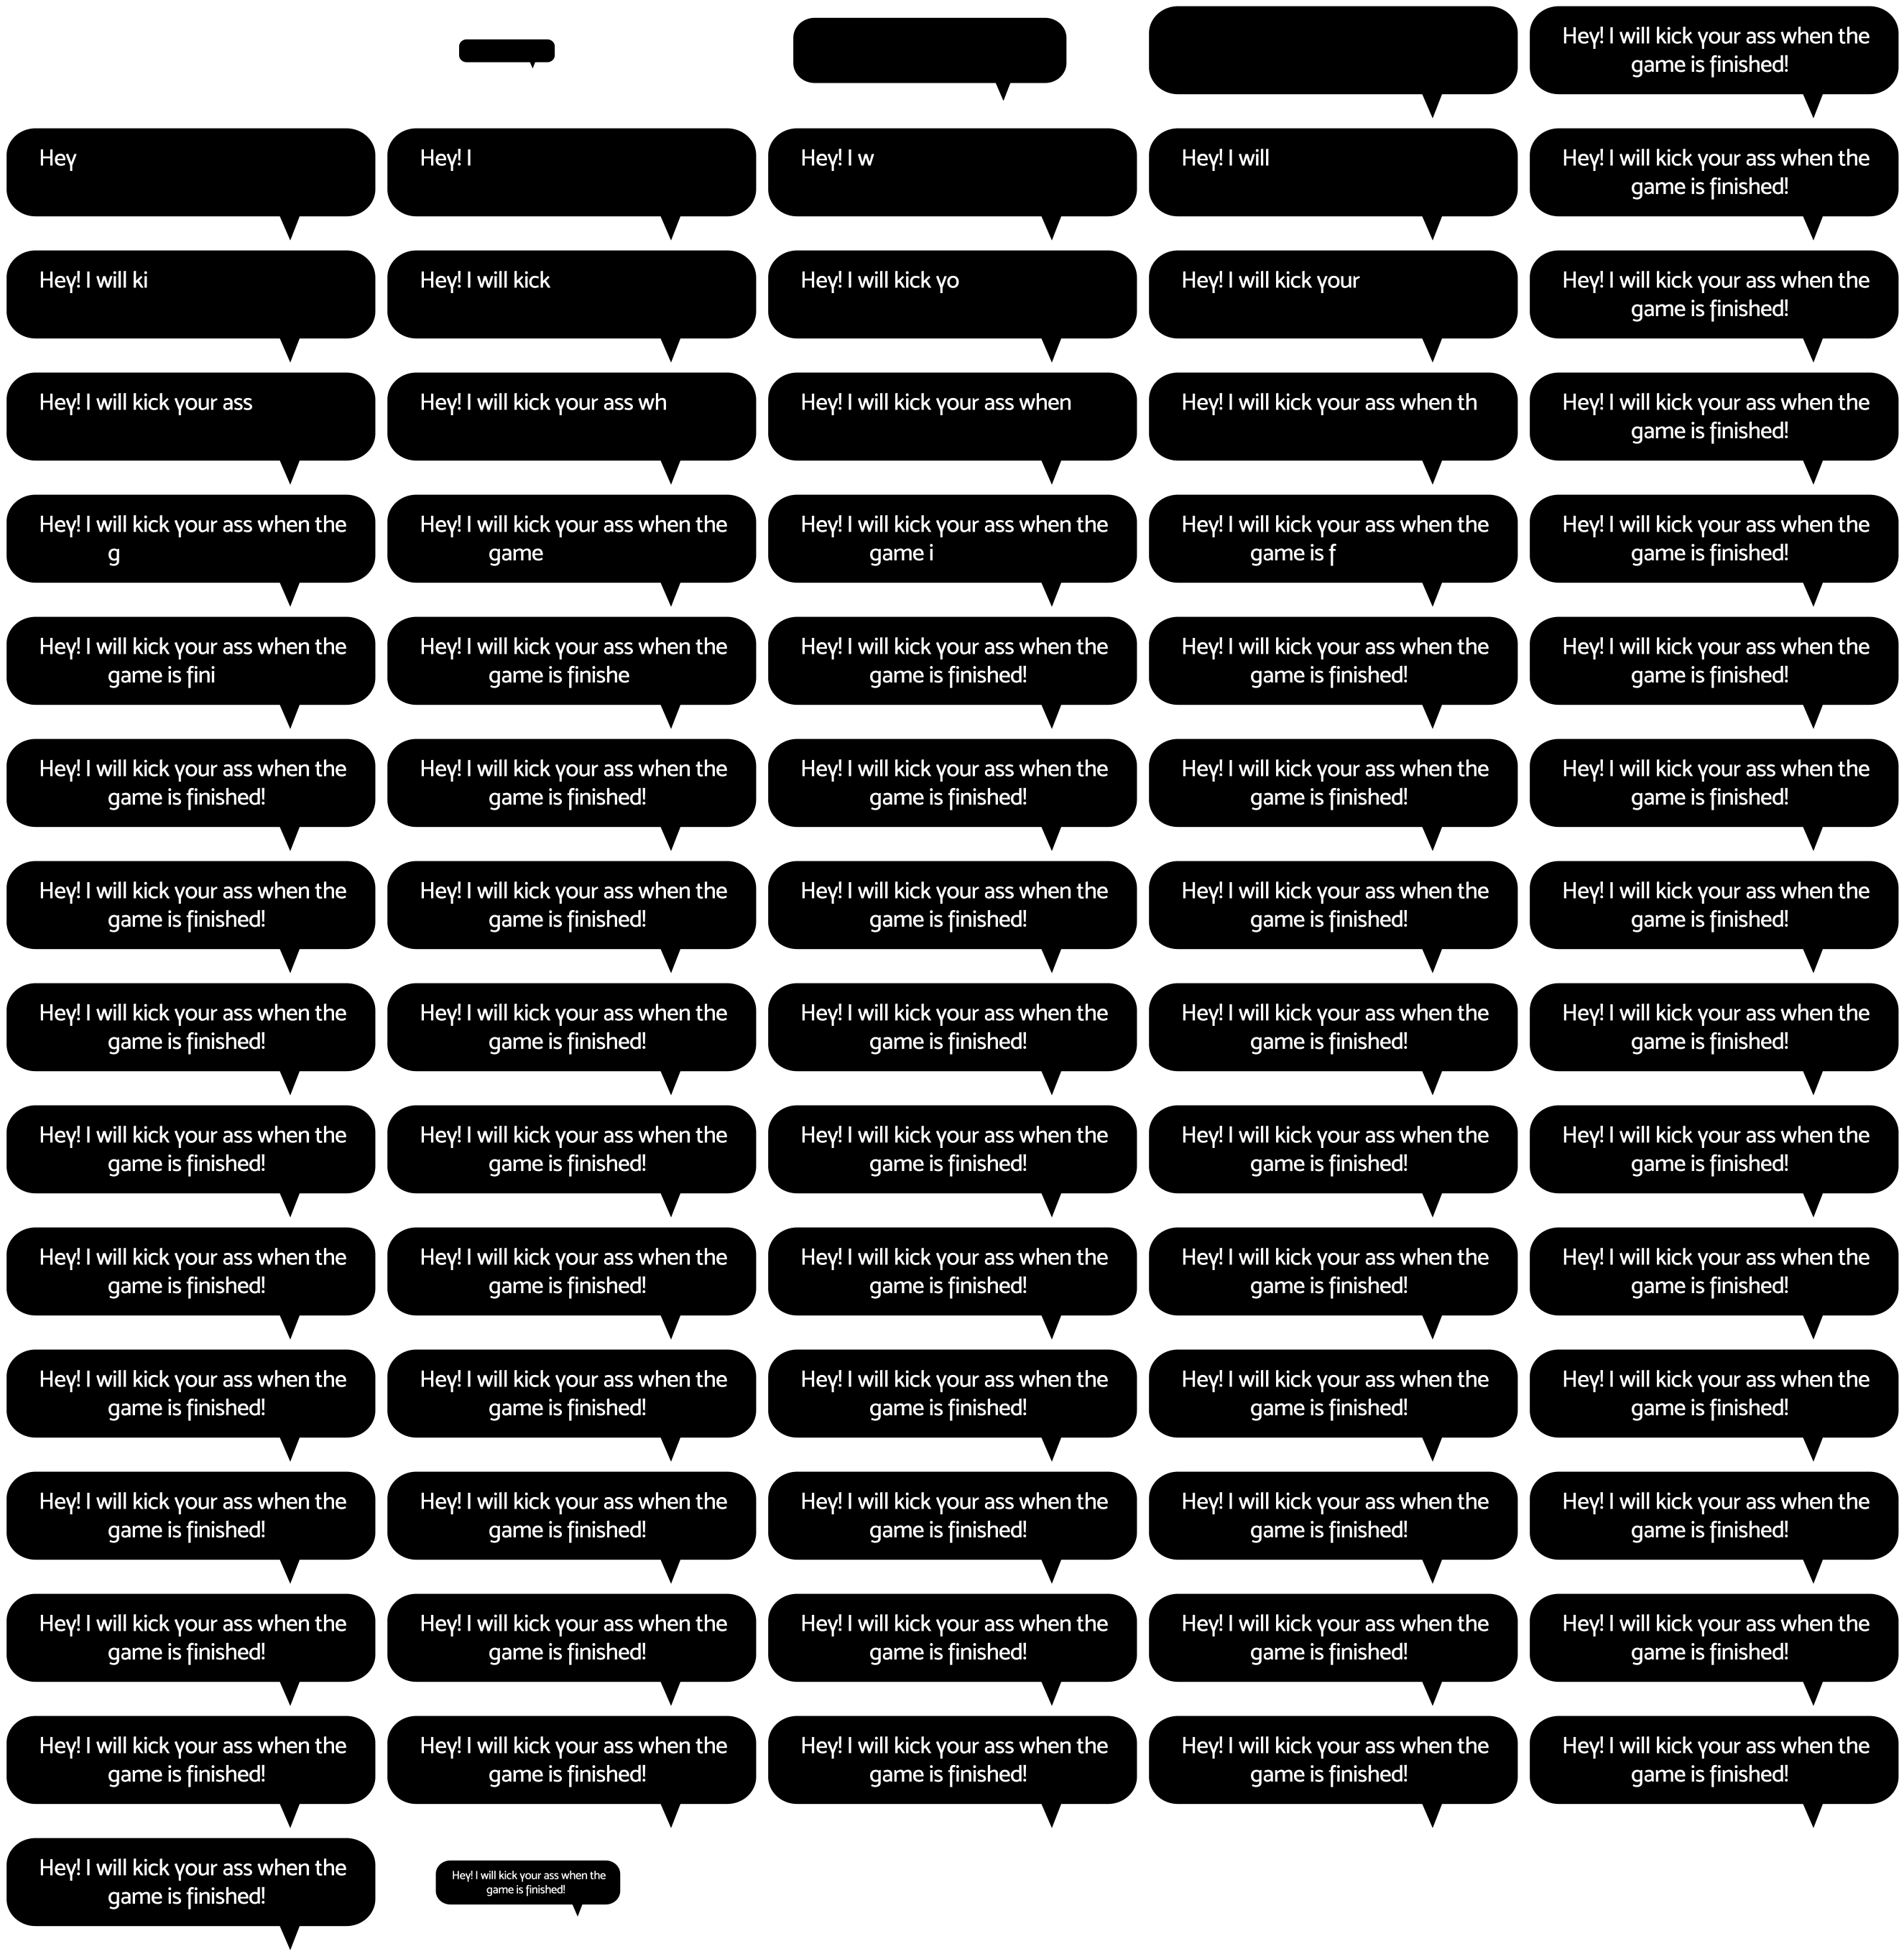 Hey! I will kick your ass when the
game is finished!
Hey
Hey! I
Hey! I w
Hey! I will
Hey! I will kick your ass when the
game is finished!
Hey! I will ki
Hey! I will kick
Hey! I will kick yo
Hey! I will kick your
Hey! I will kick your ass when the
game is finished!
Hey! I will kick your ass
Hey! I will kick your ass wh
Hey! I will kick your ass when
Hey! I will kick your ass when th
Hey! I will kick your ass when the
game is finished!
Hey! I will kick your ass when the
g
Hey! I will kick your ass when the
game
Hey! I will kick your ass when the
game i
Hey! I will kick your ass when the
game is f
Hey! I will kick your ass when the
game is finished!
Hey! I will kick your ass when the
game is fini
Hey! I will kick your ass when the
game is finishe
Hey! I will kick your ass when the
game is finished!
Hey! I will kick your ass when the
game is finished!
Hey! I will kick your ass when the
game is finished!
Hey! I will kick your ass when the
game is finished!
Hey! I will kick your ass when the
game is finished!
Hey! I will kick your ass when the
game is finished!
Hey! I will kick your ass when the
game is finished!
Hey! I will kick your ass when the
game is finished!
Hey! I will kick your ass when the
game is finished!
Hey! I will kick your ass when the
game is finished!
Hey! I will kick your ass when the
game is finished!
Hey! I will kick your ass when the
game is finished!
Hey! I will kick your ass when the
game is finished!
Hey! I will kick your ass when the
game is finished!
Hey! I will kick your ass when the
game is finished!
Hey! I will kick your ass when the
game is finished!
Hey! I will kick your ass when the
game is finished!
Hey! I will kick your ass when the
game is finished!
Hey! I will kick your ass when the
game is finished!
Hey! I will kick your ass when the
game is finished!
Hey! I will kick your ass when the
game is finished!
Hey! I will kick your ass when the
game is finished!
Hey! I will kick your ass when the
game is finished!
Hey! I will kick your ass when the
game is finished!
Hey! I will kick your ass when the
game is finished!
Hey! I will kick your ass when the
game is finished!
Hey! I will kick your ass when the
game is finished!
Hey! I will kick your ass when the
game is finished!
Hey! I will kick your ass when the
game is finished!
Hey! I will kick your ass when the
game is finished!
Hey! I will kick your ass when the
game is finished!
Hey! I will kick your ass when the
game is finished!
Hey! I will kick your ass when the
game is finished!
Hey! I will kick your ass when the
game is finished!
Hey! I will kick your ass when the
game is finished!
Hey! I will kick your ass when the
game is finished!
Hey! I will kick your ass when the
game is finished!
Hey! I will kick your ass when the
game is finished!
Hey! I will kick your ass when the
game is finished!
Hey! I will kick your ass when the
game is finished!
Hey! I will kick your ass when the
game is finished!
Hey! I will kick your ass when the
game is finished!
Hey! I will kick your ass when the
game is finished!
Hey! I will kick your ass when the
game is finished!
Hey! I will kick your ass when the
game is finished!
Hey! I will kick your ass when the
game is finished!
Hey! I will kick your ass when the
game is finished!
Hey! I will kick your ass when the
game is finished!
Hey! I will kick your ass when the
game is finished!
Hey! I will kick your ass when the
game is finished!
Hey! I will kick your ass when the
game is finished!
Hey! I will kick your ass when the
game is finished!